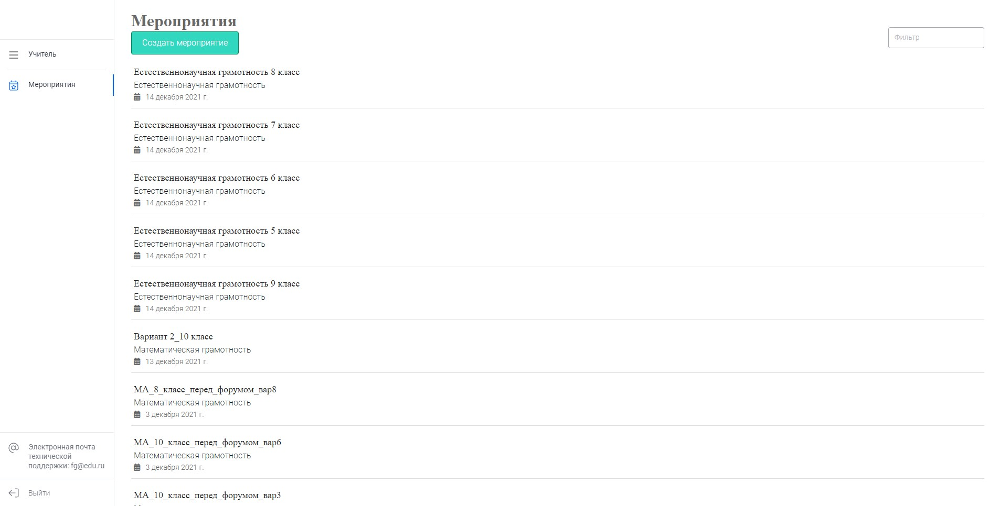 Мероприятия
Создать мероприятие
Фильтр
Учитель
Мероприятия
Естественнонаучная грамотность 8 класс
Естественнонаучная грамотность
14 декабря 2021 г.
Естественнонаучная грамотность 7 класс
Естественнонаучная грамотность
14 декабря 2021 г.
Естественнонаучная грамотность 6 класс
Естественнонаучная грамотность
14 декабря 2021 г.
Естественнонаучная грамотность 5 класс
Естественнонаучная грамотность
14 декабря 2021 г.
Естественнонаучная грамотность 9 класс
Естественнонаучная грамотность
14 декабря 2021 г.
Вариант 2_10 класс
Математическая грамотность
13 декабря 2021 г.
МА_8_класс_перед_форумом_вар8
Математическая грамотность
3 декабря 2021 г.
МА_10_класс_перед_форумом_вар6
Математическая грамотность
3 декабря 2021 г.
МА_10_класс_перед_форумом_вар3
Электронная почта
технической
поддержки: fg@edu.ru
Выйти